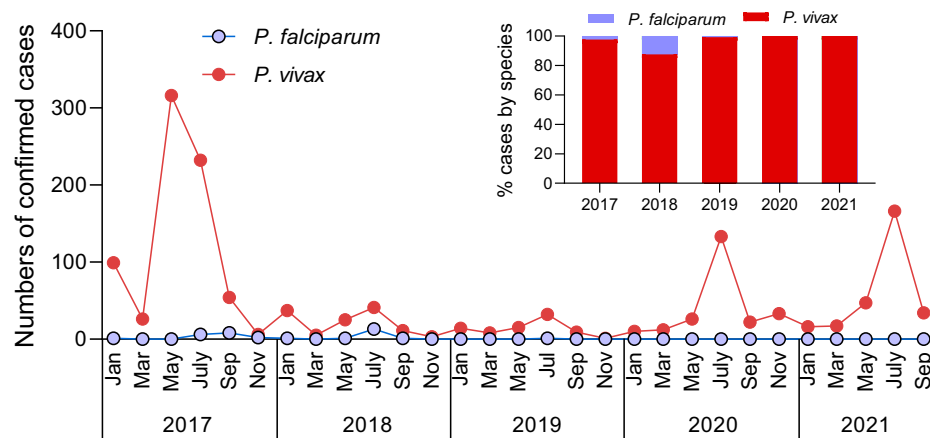 Numbers of confirmed cases
400
300
200
100
0
P. falciparum
P. vivax
% cases by species
P. falciparum P. vivax
100
80
60
40
20
0
2017 2018 2019 2020 2021
Jan Mar May July Sep Nov Jan Mar May July Sep Nov Jan Mar May July Sep Nov Jan Mar May July Sep Nov Jan Mar May July Sep
2017 2018 2019 2020 2021